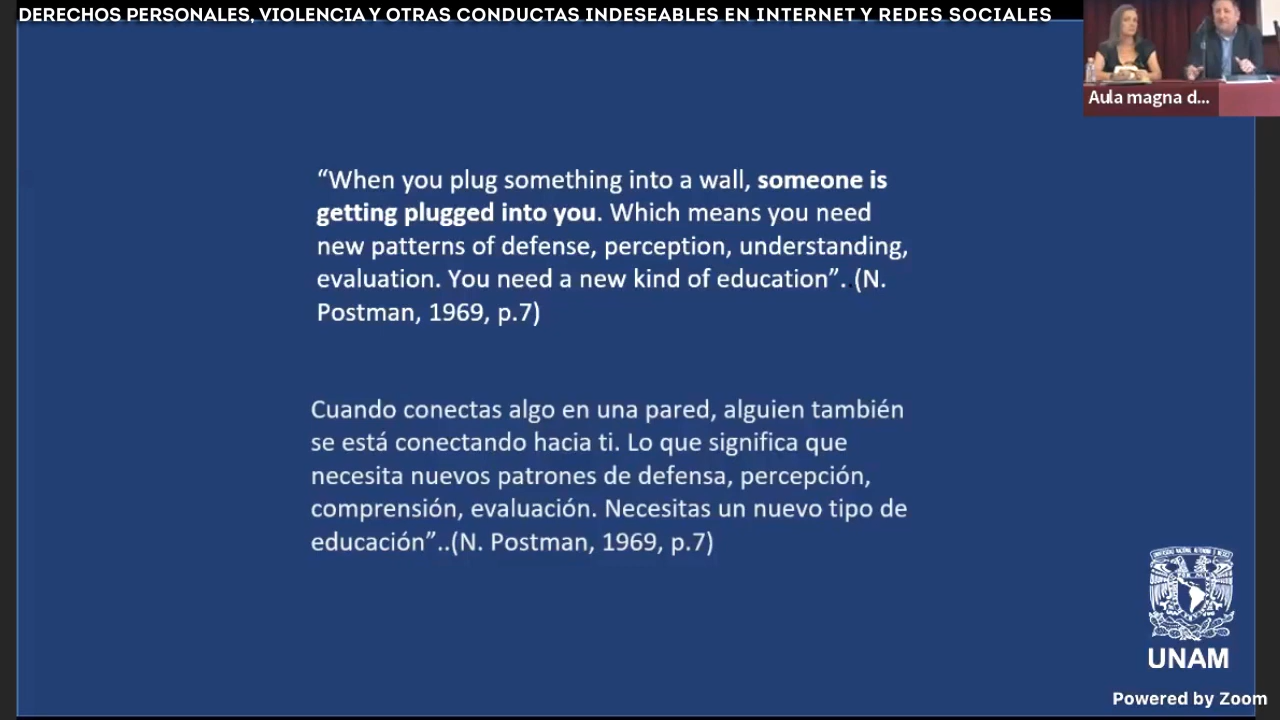 DERECHOS PERSONALES, VIOLENCIA Y OTRAS CONDUCTAS INDESEABLES EN INTERNET Y REDES SOCIALES
Aula magna d...
“When you plug something into a wall, someone is
getting plugged into you. Which means you need
new patterns of defense, perception, understanding,
evaluation. You need a new kind of education”..(N.
Postman, 1969, p.7)
Cuando conectas algo en una pared, alguien también
se está conectando hacia ti. Lo que significa que
necesita nuevos patrones de defensa, percepción,
comprensión, evaluación. Necesitas un nuevo tipo de
educación”..(N. Postman, 1969, p.7)
UNAM
Powered by Zoom